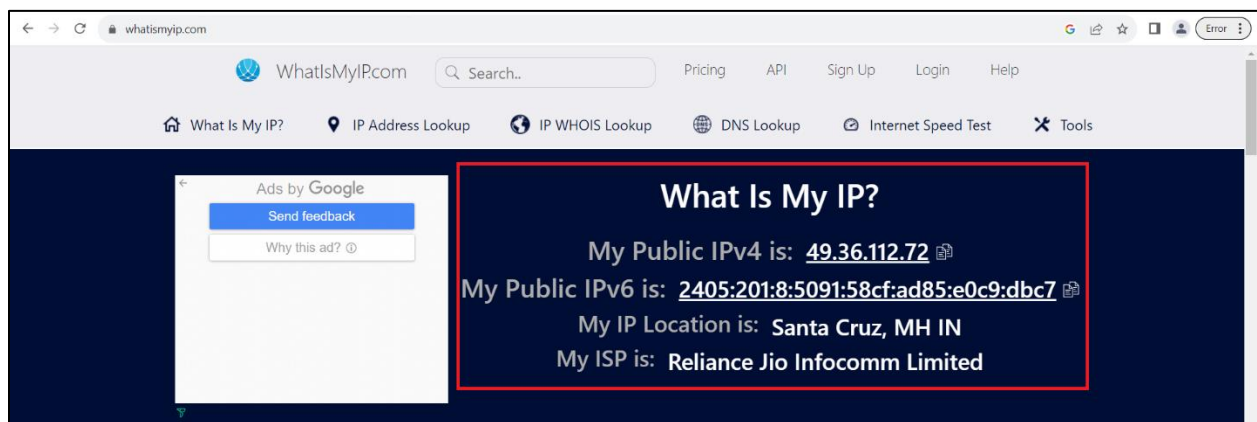 whatismyip.com
Error
WhatIsMyIP.com
Search..
Pricing
API
Sign Up
Login
Help
What Is My IP?
IP Address Lookup
IP WHOIS Lookup
DNS Lookup
Internet Speed Test
Tools
Ads by Google
Send feedback
Why this ad?
What Is My IP?
My Public IPv4 is: 49.36.112.72
My Public IPv6 is: 2405:201:8:5091:58cf:ad85:e0c9:dbc7
My IP Location is: Santa Cruz, MH IN
My ISP is: Reliance Jio Infocomm Limited